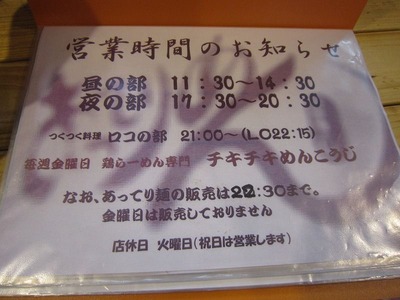 営業時間のお知らせ
昼の部 11：30～14：30
夜の部 17：30～20：30
つくつく料理 ロコの部 21:00～(LO22:15)
毎週金曜日 鶏らーめん専門 チキチキめんこうじ
なお、あってり麺の販売は22:30まで。
金曜日は販売しておりません
店休日 火曜日(祝日は営業します)